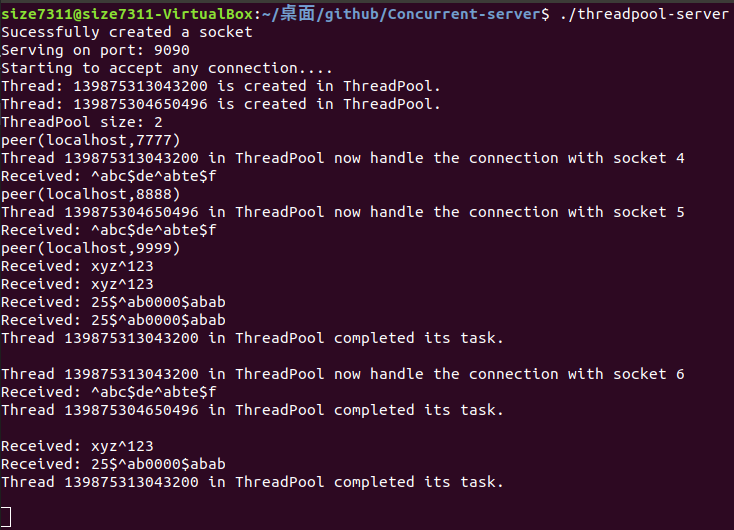 size7311@size7311-VirtualBox:~/桌面/github/Concurrent-server$ ./threadpool-server
Sucessfully created a socket
Serving on port: 9090
Starting to accept any connection....
Thread: 139875313043200 is created in ThreadPool.
Thread: 139875304650496 is created in ThreadPool.
ThreadPool size: 2
peer(localhost,7777)
Thread 139875313043200 in ThreadPool now handle the connection with socket 4
Received: ^abc$de^abte$f
peer(localhost,8888)
Thread 139875304650496 in ThreadPool now handle the connection with socket 5
Received: ^abc$de^abte$f
peer(localhost,9999)
Received: xyz^123
Received: xyz^123
Received: 25$^ab0000$abab
Received: 25$^ab0000$abab
Thread 139875313043200 in ThreadPool completed its task.
Thread 139875313043200 in ThreadPool now handle the connection with socket 6
Received: ^abc$de^abte$f
Thread 139875304650496 in ThreadPool completed its task.
Received: xyz^123
Received: 25$^ab0000$abab
Thread 139875313043200 in ThreadPool completed its task.